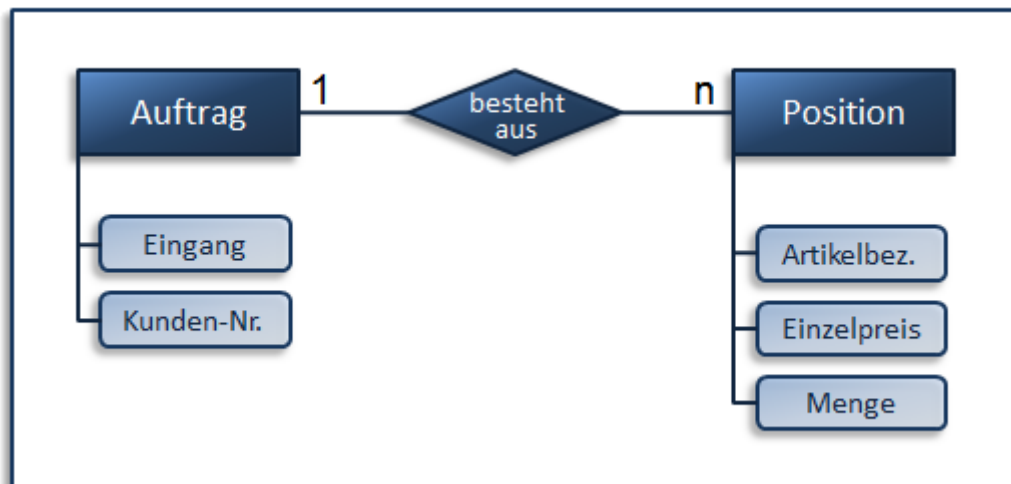 Auftrag
1
besteht
aus
n
Position
Eingang
Kunden-Nr.
Artikelbez.
Einzelpreis
Menge